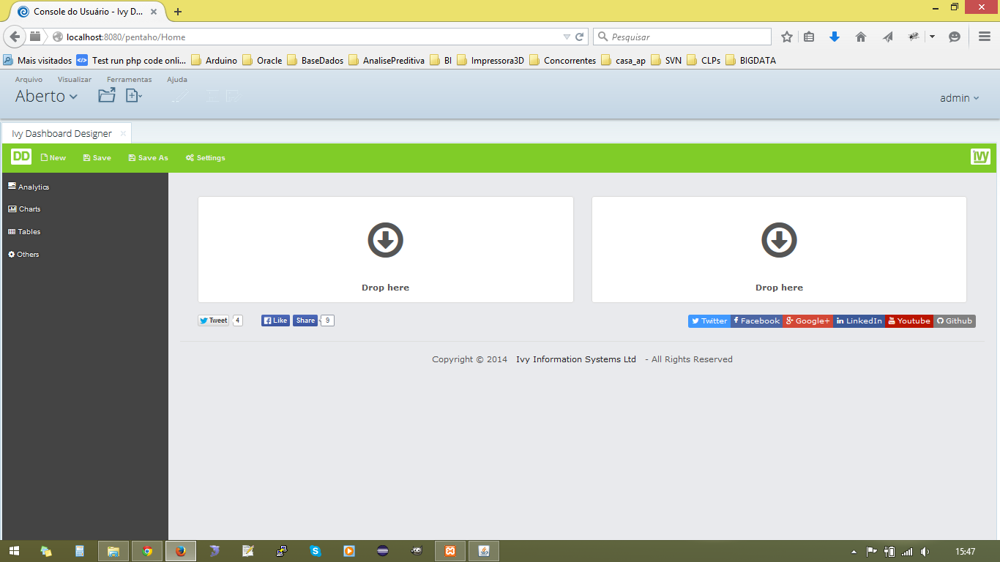 Console do Usuário - Ivy D...
localhost:8080/pentaho/Home
Pesquisar
Mais visitados Test run php code onli... Arduino Oracle BaseDados AnalisePreditiva BI Impressora3D Concorrentes casa_ap SVN CLPs BIGDATA
Arquivo Visualizar Ferramentas Ajuda
Aberto
admin
Ivy Dashboard Designer
DD New Save Save As Settings
ivy
Analytics
Charts
Tables
Others
Drop here
Drop here
Tweet 4 Like Share 9
Twitter Facebook Google+ LinkedIn Youtube Github
Copyright © 2014 Ivy Information Systems Ltd - All Rights Reserved
15:47